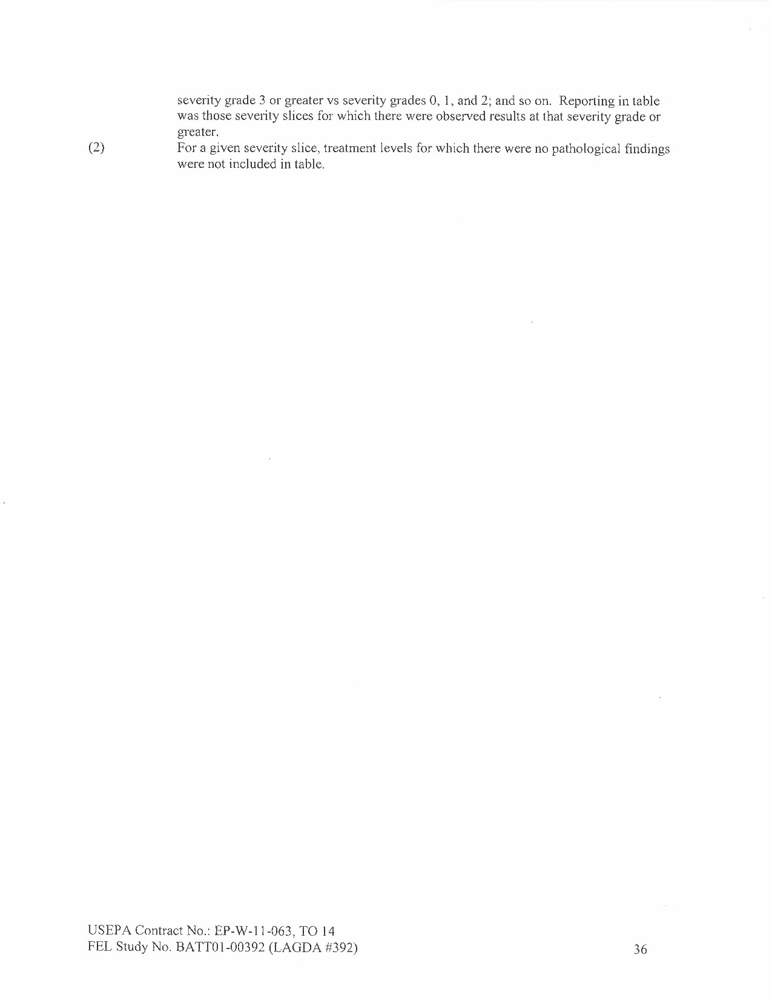 severity grade 3 or greater vs severity grades 0, 1, and 2; and so on. Reporting in table
was those severity slices for which there were observed results at that severity grade or
greater.
(2) For a given severity slice, treatment levels for which there were no pathological findings
were not included in table.
USEPA Contract No.: EP-W-11-063, TO 14
FEL Study No. BATT01-00392 (LAGDA #392) 36